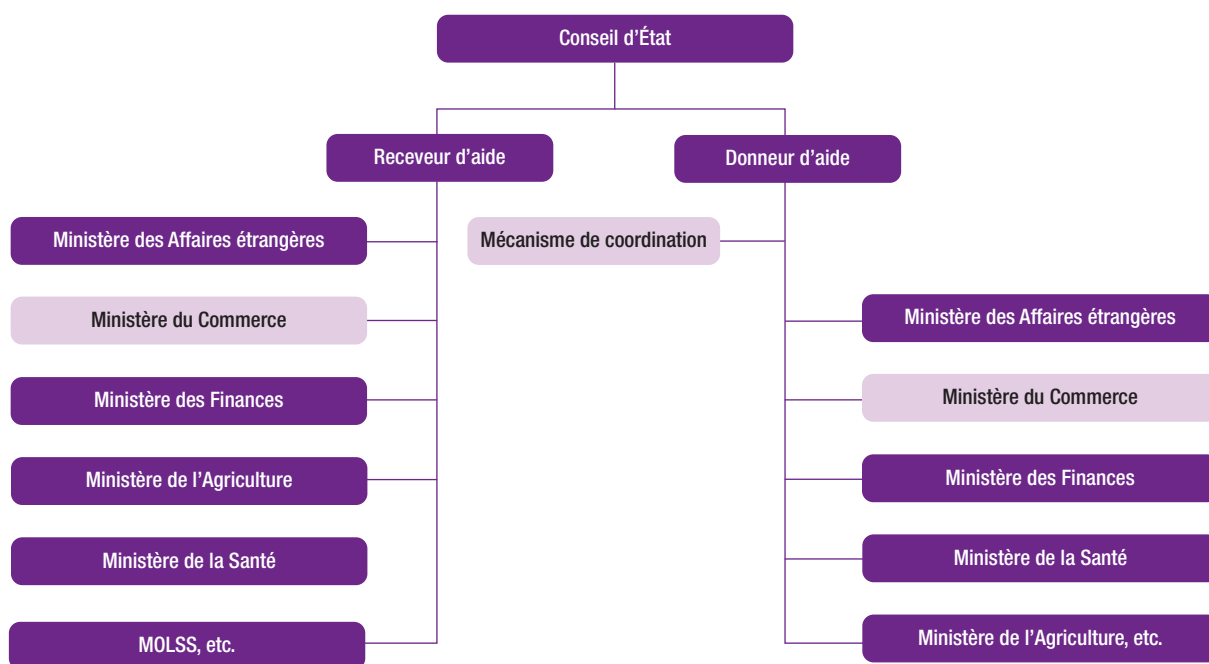 Conseil d’État
Receveur d’aide
Donneur d’aide
Ministère des Affaires étrangères
Mécanisme de coordination
Ministère du Commerce
Ministère des Affaires étrangères
Ministère des Finances
Ministère du Commerce
Ministère de l’Agriculture
Ministère des Finances
Ministère de la Santé
Ministère de la Santé
MOLSS, etc.
Ministère de l’Agriculture, etc.